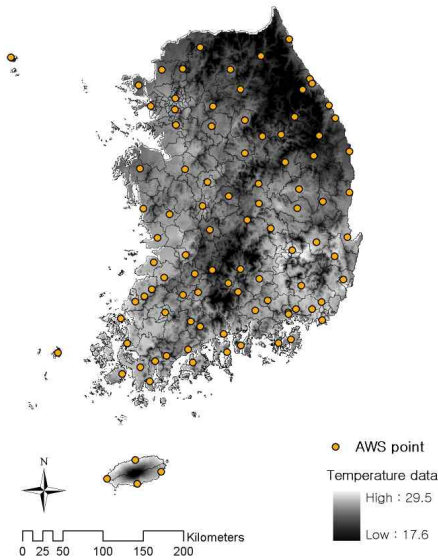 AWS point
Temperature data
High : 29.5
Low : 17.6
N
Kilometers
0 25 50 100 150 200